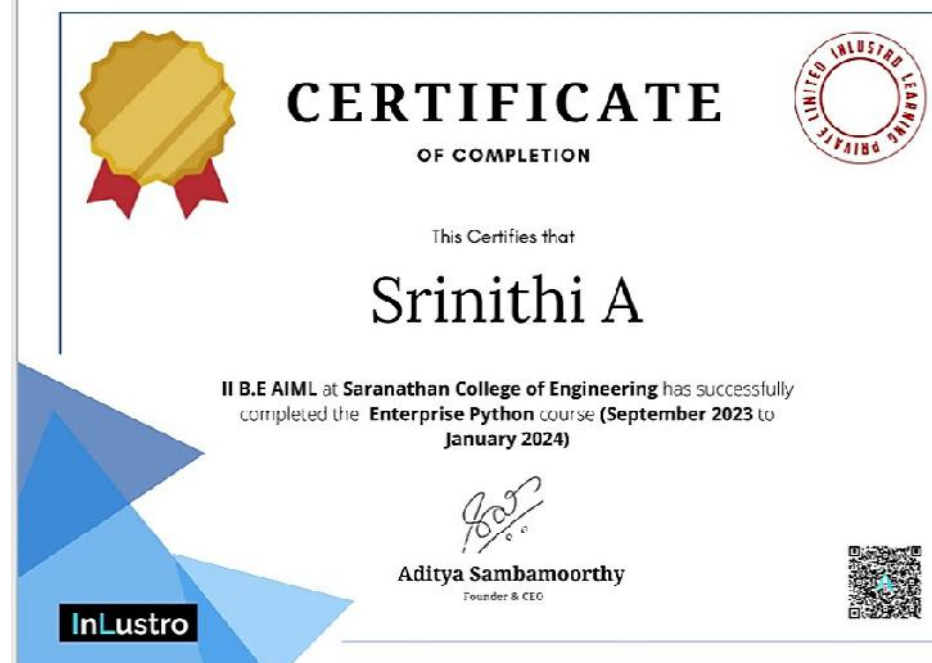 CERTIFICATE
OF COMPLETION
INLUSTRO LEARNING PRIVATE LIMITED
This Certifies that
Srinithi A
II B.E AIML at Saranathan College of Engineering has successfully
completed the Enterprise Python course (September 2023 to
January 2024)
Aditya Sambamoorthy
Founder & CEO
InLustro